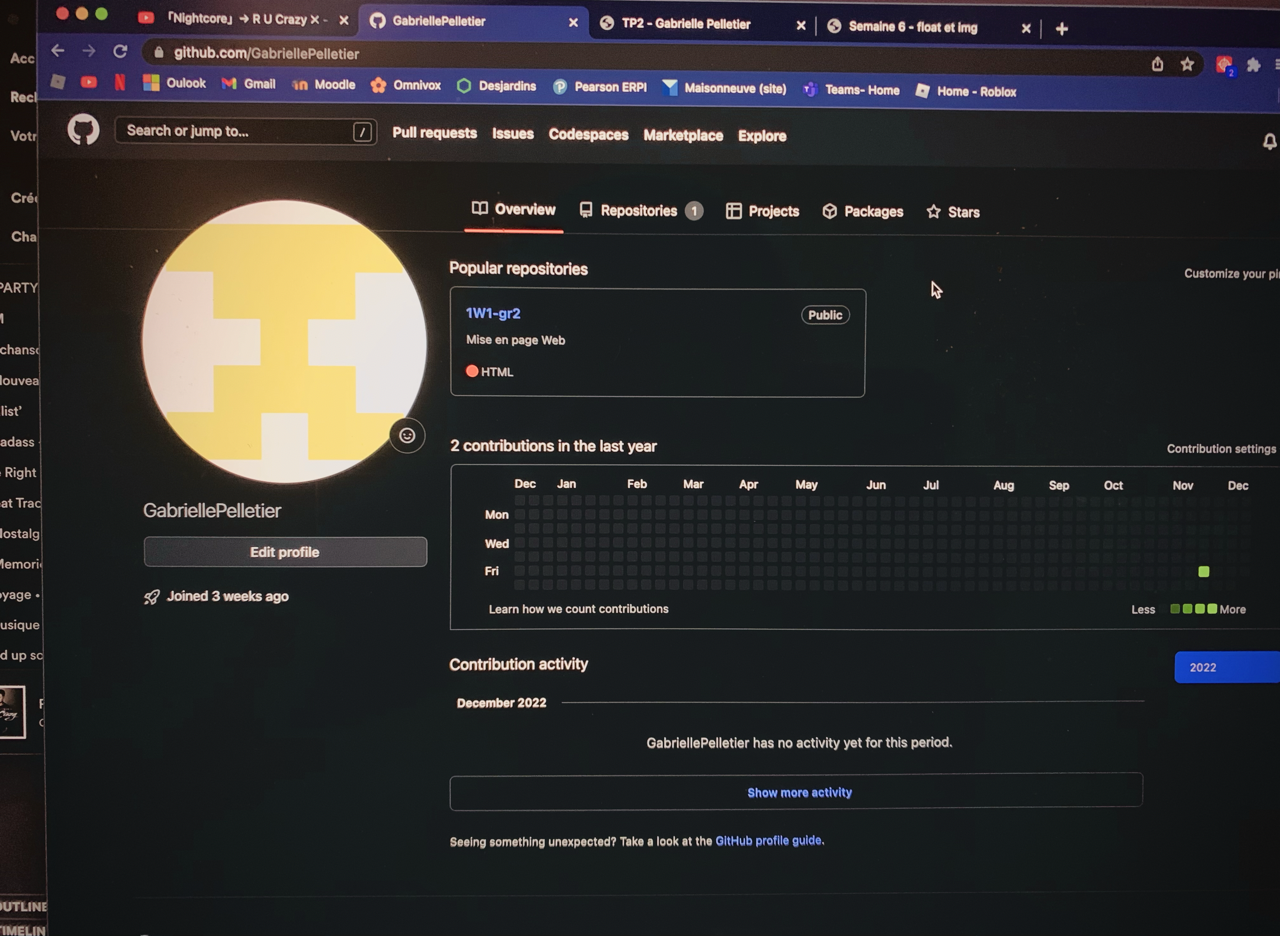 「Nightcore」→ R U Crazy ✕ -
GabriellePelletier
TP2 - Gabrielle Pelletier
Semaine 6 - float et img
github.com/GabriellePelletier
Oulook
Gmail
Moodle
Omnivox
Desjardins
Pearson ERPI
Maisonneuve (site)
Teams- Home
Home - Roblox
Search or jump to...
/
Pull requests
Issues
Codespaces
Marketplace
Explore
Overview
Repositories 1
Projects
Packages
Stars
Popular repositories
Customize your pi
1W1-gr2
Public
Mise en page Web
HTML
2 contributions in the last year
Contribution settings
Dec Jan Feb Mar Apr May Jun Jul Aug Sep Oct Nov Dec
Mon
Wed
Fri
Learn how we count contributions
Less
More
GabriellePelletier
Edit profile
Joined 3 weeks ago
Contribution activity
2022
December 2022
GabriellePelletier has no activity yet for this period.
Show more activity
Seeing something unexpected? Take a look at the GitHub profile guide.
Acc
Recl
Votr
Cré
Cha
PARTY
chans
Nouvea
list'
adass
Right
at Trac
Nostalg
Memori
oyage •
usique
d up so
OUTLINE
TIMELIN